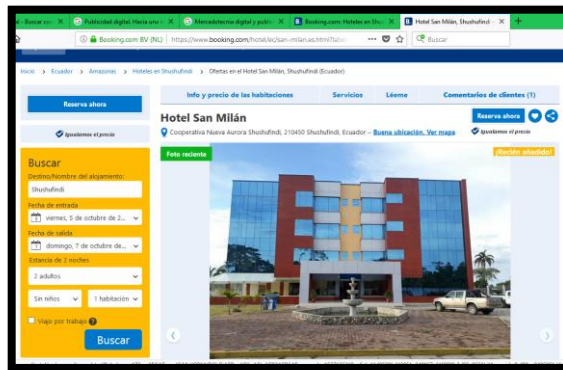 l - Buscar con
Publicidad digital. Hacia una
Mercadotecnia digital y public
Booking.com: Hoteles en Shu
Hotel San Milán, Shushufindi
Booking.com BV (NL)
https://www.booking.com/hotel/ec/san-milan.es.html
Buscar
Inicio > Ecuador > Amazonas > Hoteles en Shushufindi > Ofertas en el Hotel San Milán, Shushufindi (Ecuador)
Reserva ahora
Igualamos el precio
Info y precio de las habitaciones
Servicios
Léeme
Comentarios de clientes (1)
Hotel San Milán
Reserva ahora
Cooperativa Nueva Aurora Shushufindi, 210450 Shushufindi, Ecuador – Buena ubicación. Ver mapa
Igualamos el precio
Foto reciente
¡Recién añadido!
Buscar
Destino/Nombre del alojamiento:
Shushufindi
Fecha de entrada
viernes, 5 de octubre de 2...
Fecha de salida
domingo, 7 de octubre de...
Estancia de 2 noches
2 adultos
Sin niños
1 habitación
Viajo por trabajo
Buscar